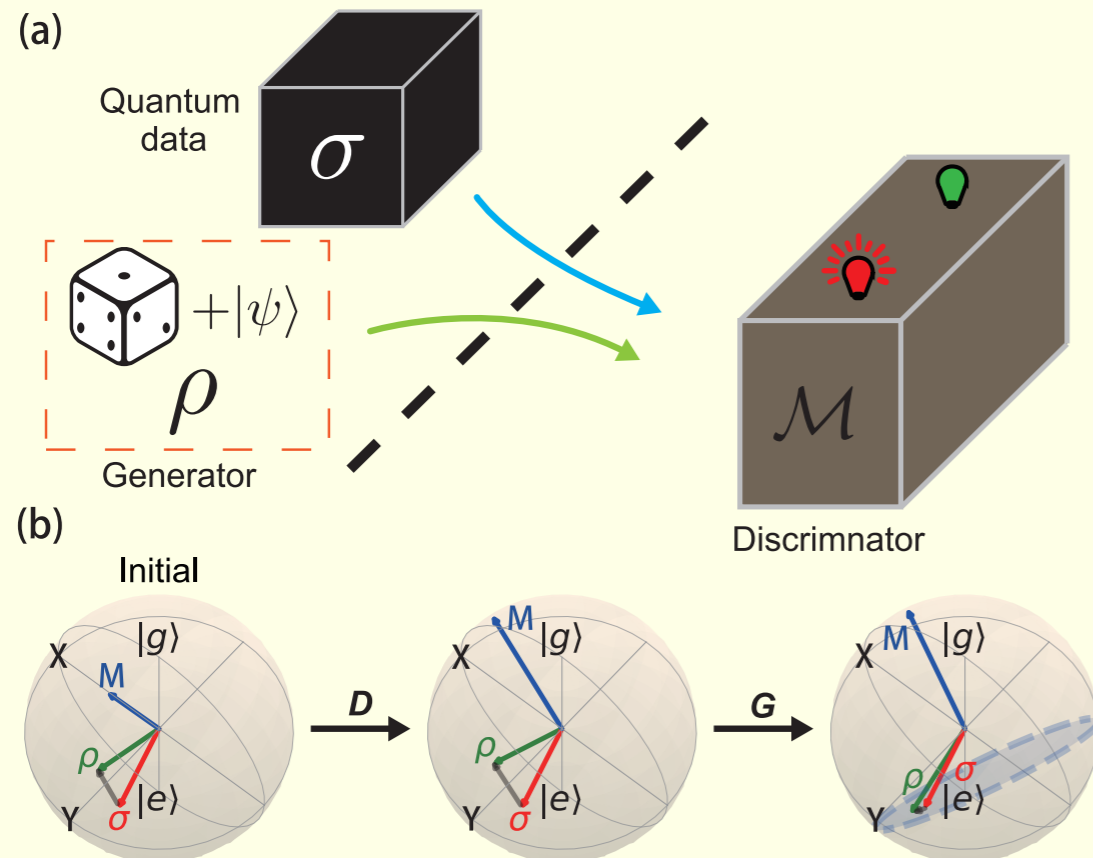 (a)
Quantum
data
σ
+|ψ⟩
ρ
Generator
ℳ
Discrimnator
(b)
Initial
X
M
|g⟩
ρ
Y
σ
|e⟩
D
X
M
|g⟩
ρ
Y
σ
|e⟩
G
X
M
|g⟩
ρ
σ
Y
|e⟩